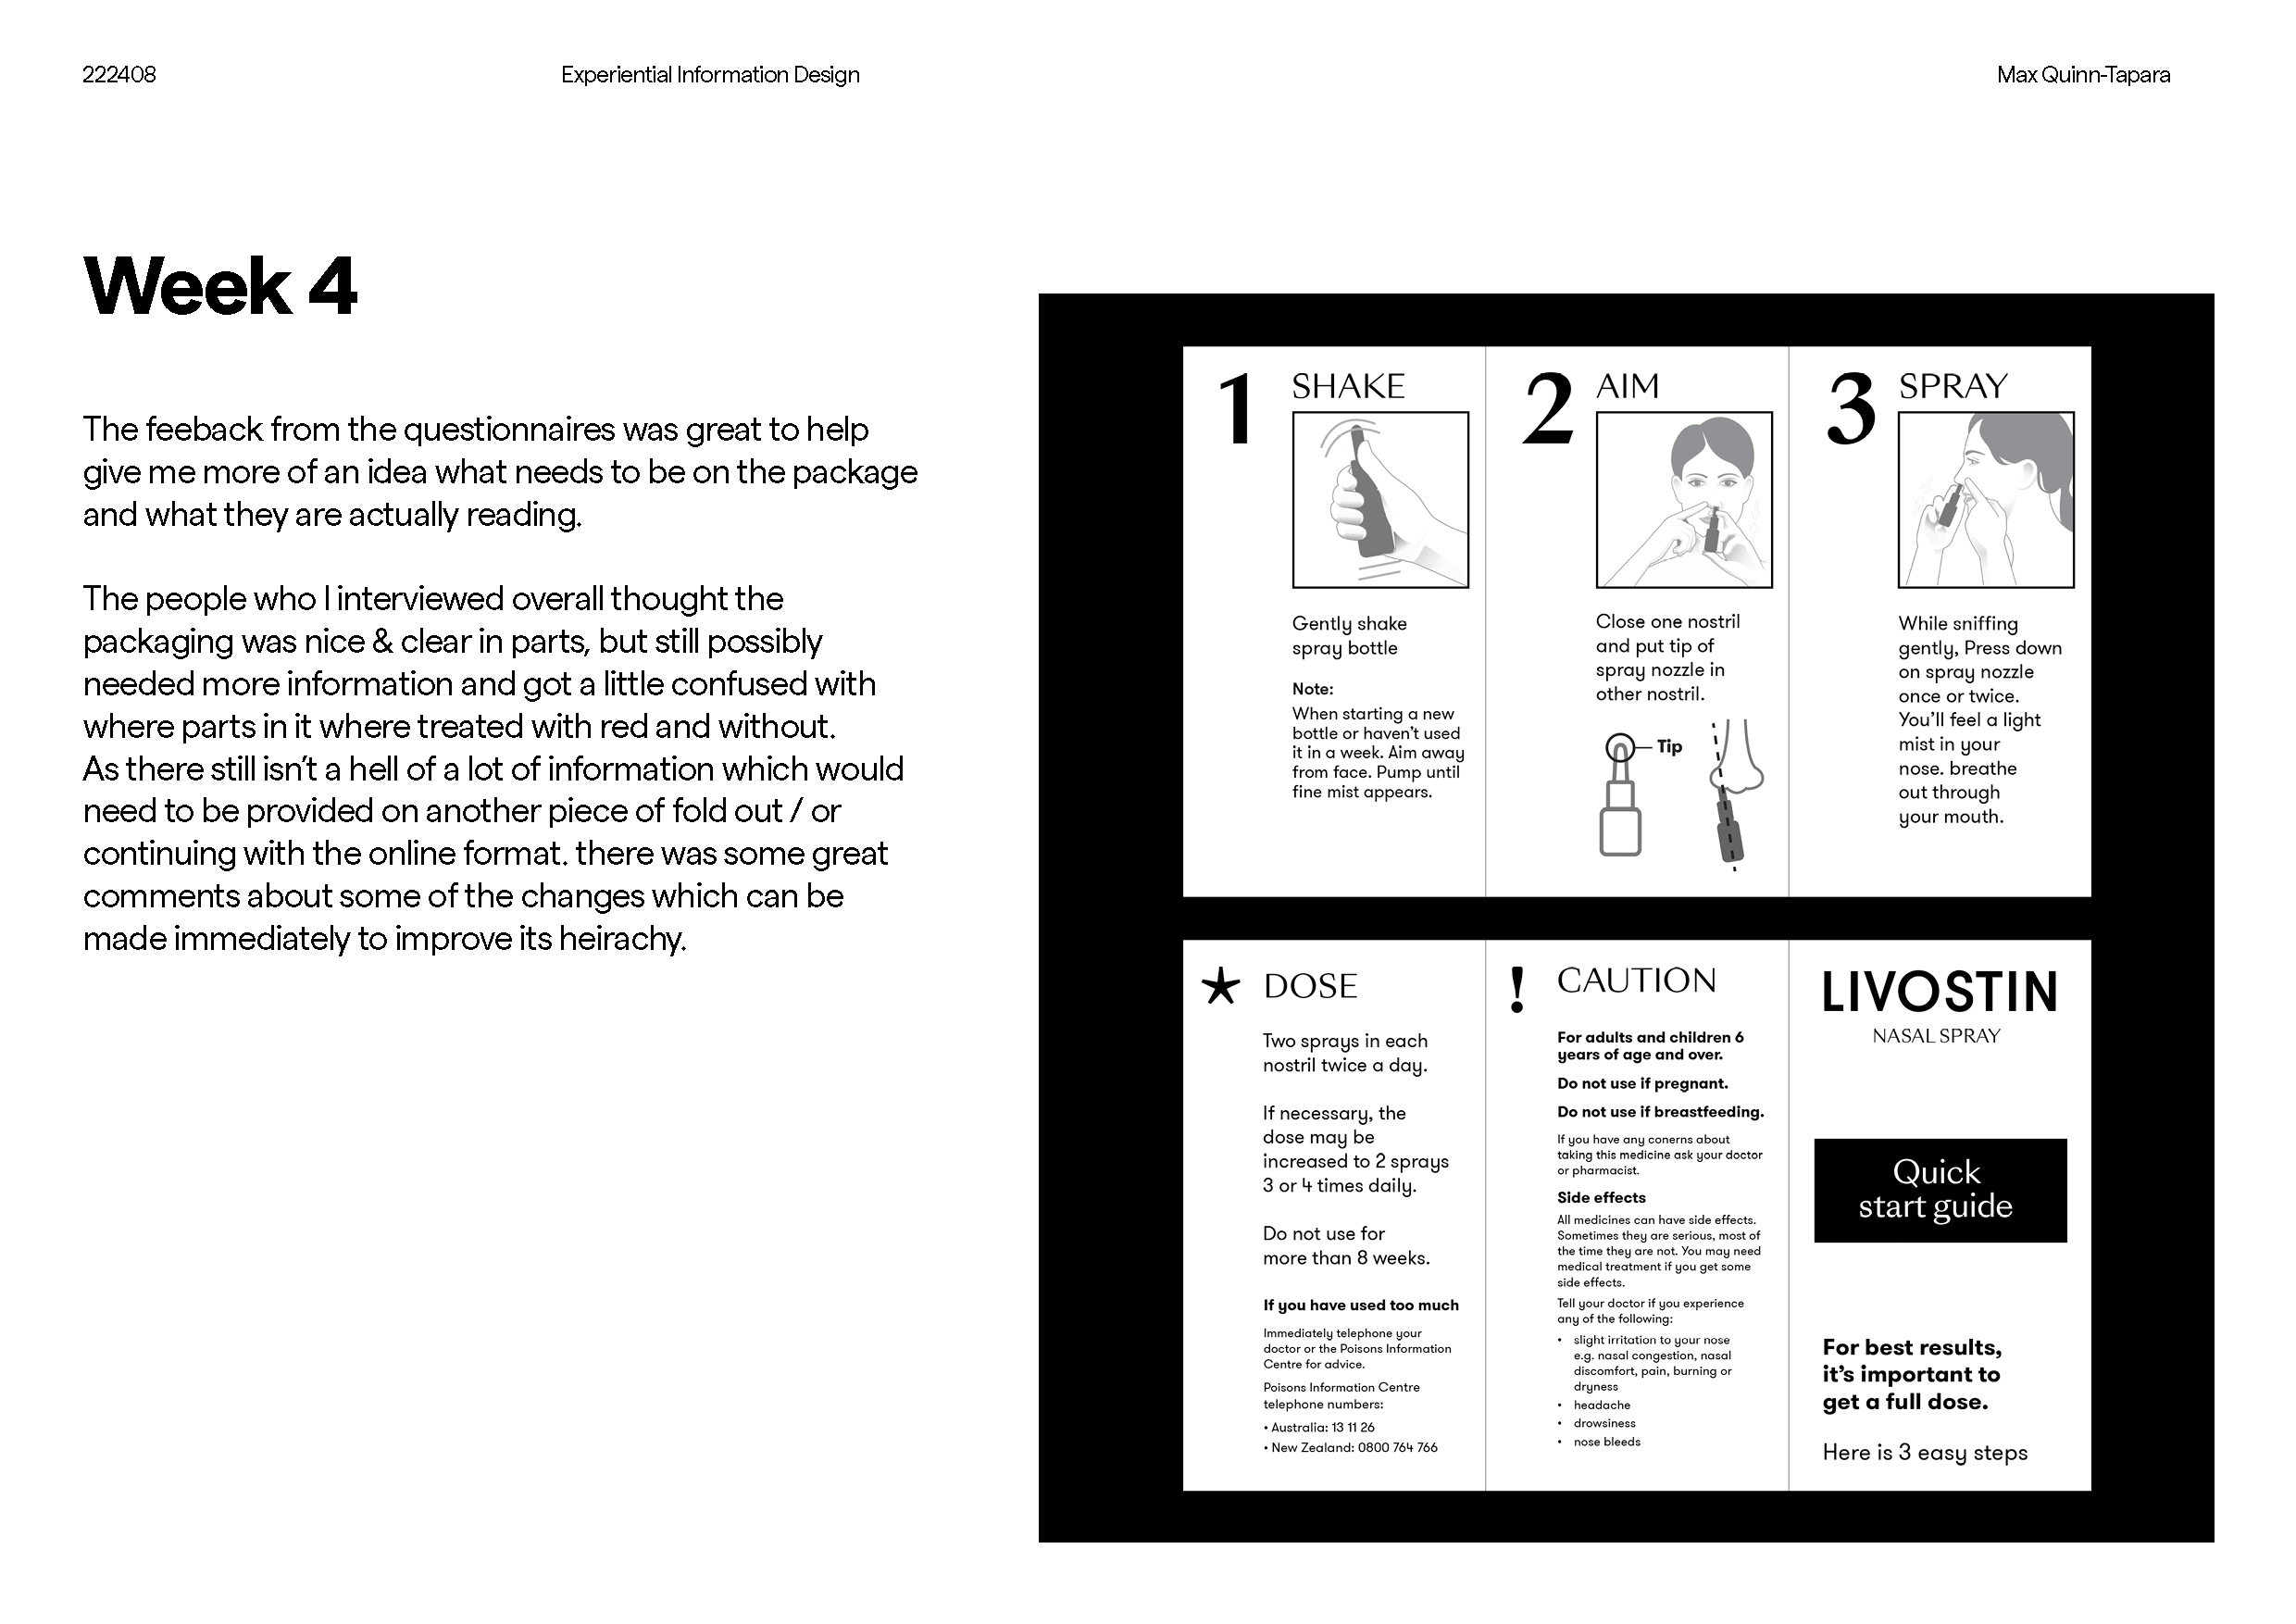 222408
Experiential Information Design
Max Quinn-Tapara
Week 4
The feeback from the questionnaires was great to help
give me more of an idea what needs to be on the package
and what they are actually reading.
The people who I interviewed overall thought the
packaging was nice & clear in parts, but still possibly
needed more information and got a little confused with
where parts in it where treated with red and without.
As there still isn't a hell of a lot of information which would
need to be provided on another piece of fold out / or
continuing with the online format. there was some great
comments about some of the changes which can be
made immediately to improve its heirachy.
1 SHAKE
Gently shake
spray bottle
Note:
When starting a new
bottle or haven't used
it in a week. Aim away
from face. Pump until
fine mist appears.
2 AIM
Close one nostril
and put tip of
spray nozzle in
other nostril.
Tip
3 SPRAY
While sniffing
gently, Press down
on spray nozzle
once or twice.
You'll feel a light
mist in your
nose. breathe
out through
your mouth.
* DOSE
Two sprays in each
nostril twice a day.
If necessary, the
dose may be
increased to 2 sprays
3 or 4 times daily.
Do not use for
more than 8 weeks.
If you have used too much
Immediately telephone your
doctor or the Poisons Information
Centre for advice.
Poisons Information Centre
telephone numbers:
• Australia: 13 11 26
• New Zealand: 0800 764 766
! CAUTION
For adults and children 6
years of age and over.
Do not use if pregnant.
Do not use if breastfeeding.
If you have any conerns about
taking this medicine ask your doctor
or pharmacist.
Side effects
All medicines can have side effects.
Sometimes they are serious, most of
the time they are not. You may need
medical treatment if you get some
side effects.
Tell your doctor if you experience
any of the following:
• slight irritation to your nose
e.g. nasal congestion, nasal
discomfort, pain, burning or
dryness
• headache
• drowsiness
• nose bleeds
LIVOSTIN
NASAL SPRAY
Quick
start guide
For best results,
it's important to
get a full dose.
Here is 3 easy steps